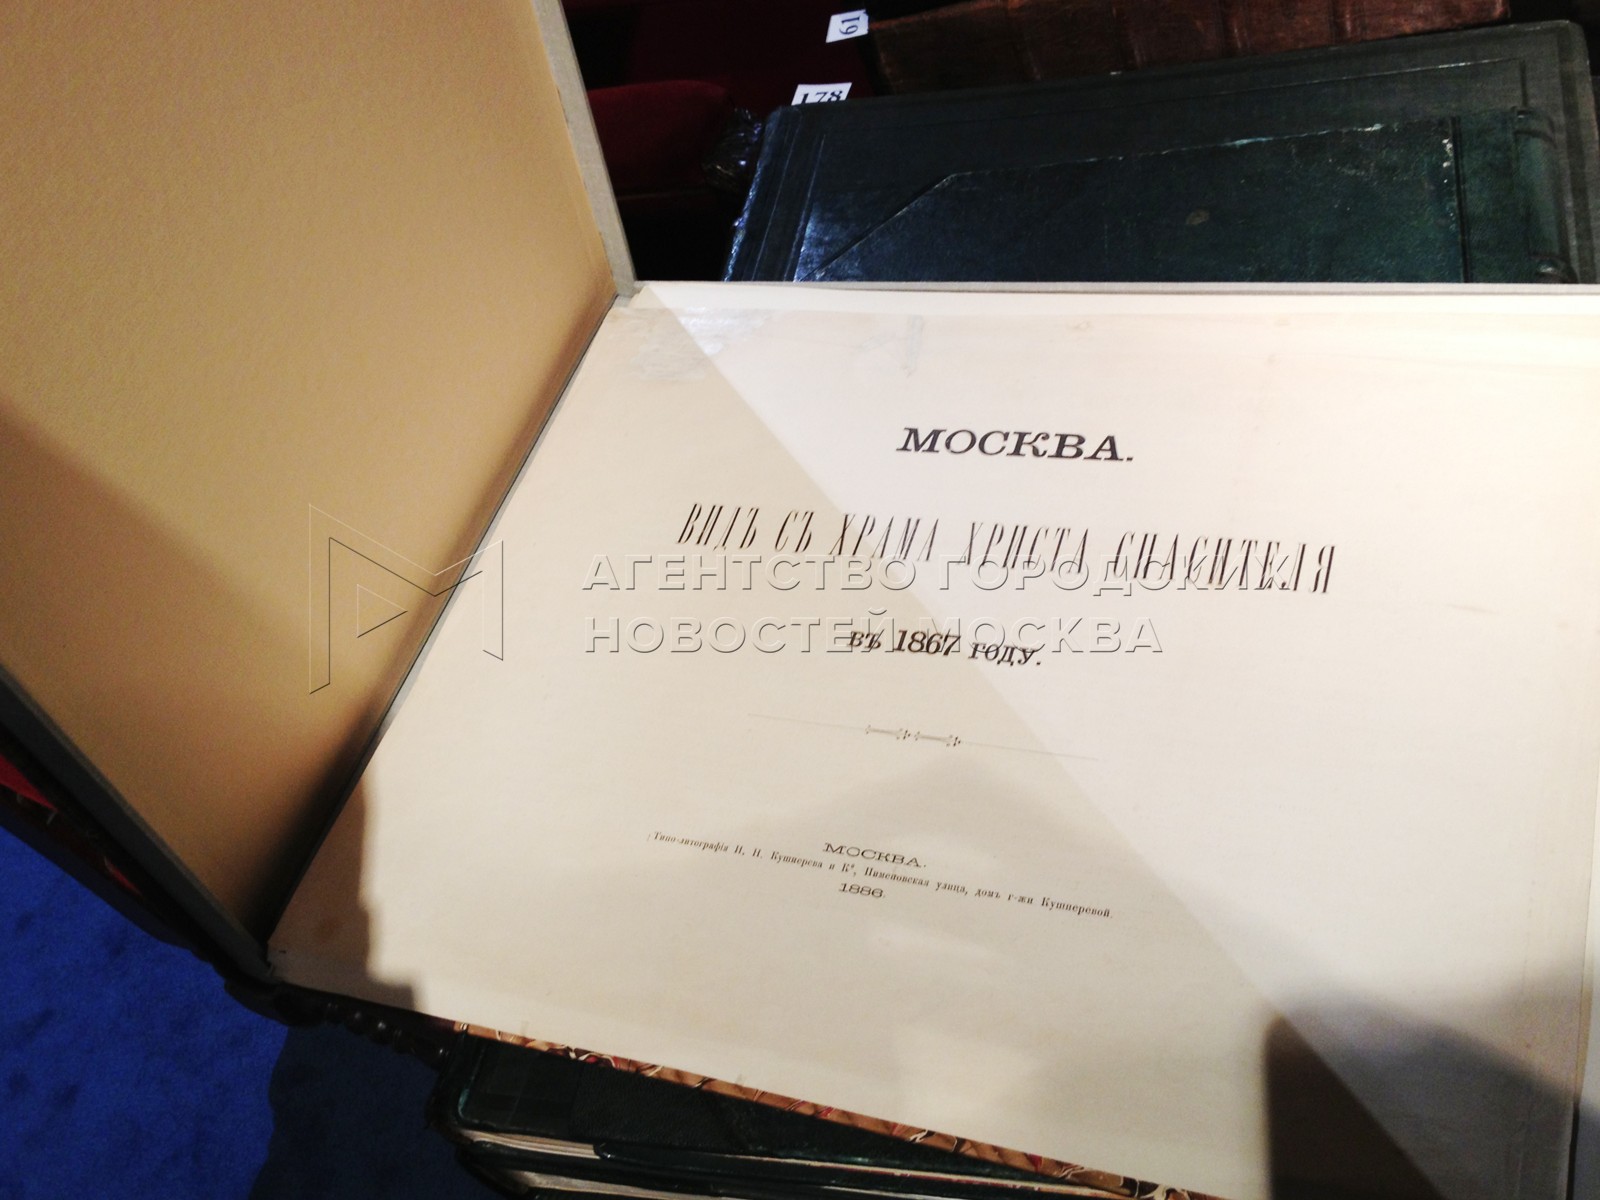 61
178
МОСКВА.
ВИДЪ СЪ ХРАМА ХРИСТА СПАСИТЕЛЯ
въ 1867 году.
АГЕНТСТВО ГОРОДСКИХ
НОВОСТЕЙ МОСКВА
МОСКВА.
Типо-литографія И. Н. Кушнерева и Кº, Пименовская улица, домъ г-жи Кушнеревой.
1886.